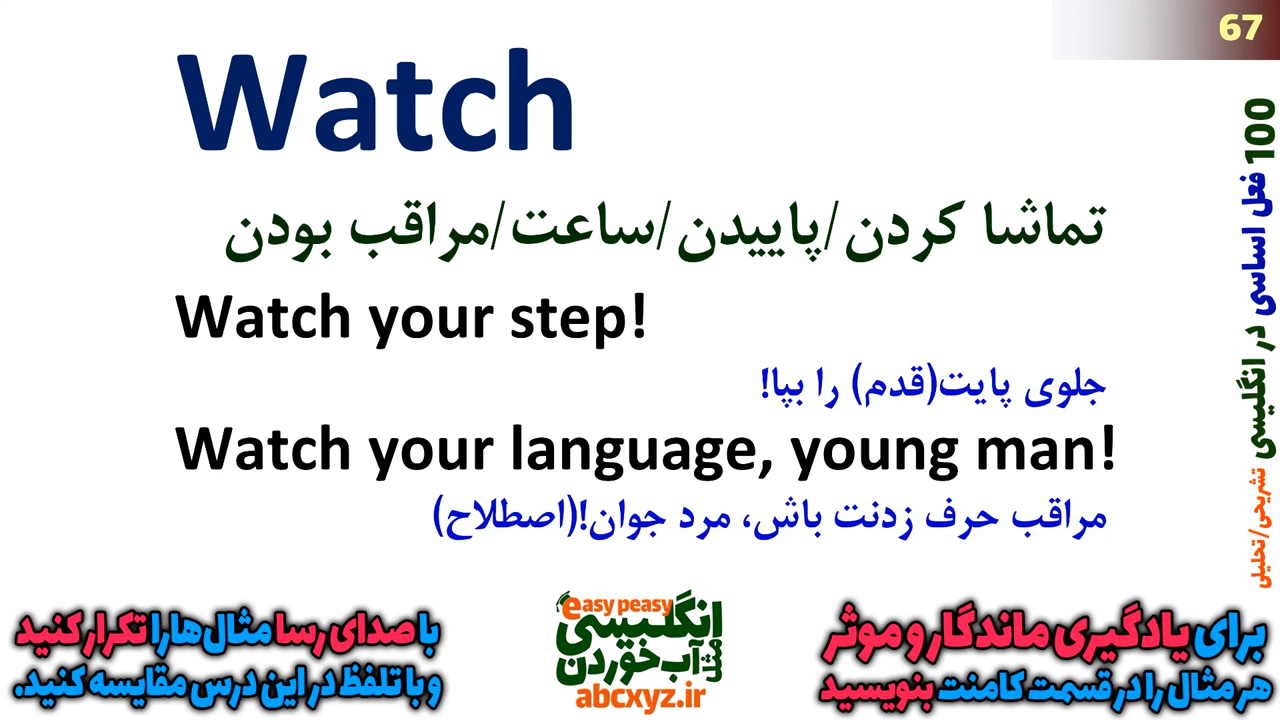 67
Watch
تماشا کردن/پاییدن/ساعت/مراقب بودن
Watch your step!
جلوی پایت(قدم) را بپا!
Watch your language, young man!
مراقب حرف زدنت باش، مرد جوان!(اصطلاح)
100 فعل اساسی در انگلیسی تشریحی/تحلیلی
برای یادگیری ماندگار و موثر
هر مثال را در قسمت کامنت بنویسید
easy peasy
انگلیسی
مثل آب خوردن
abcxyz.ir
با صدای رسا مثال‌ها را تکرار کنید
و با تلفظ در این درس مقایسه کنید.